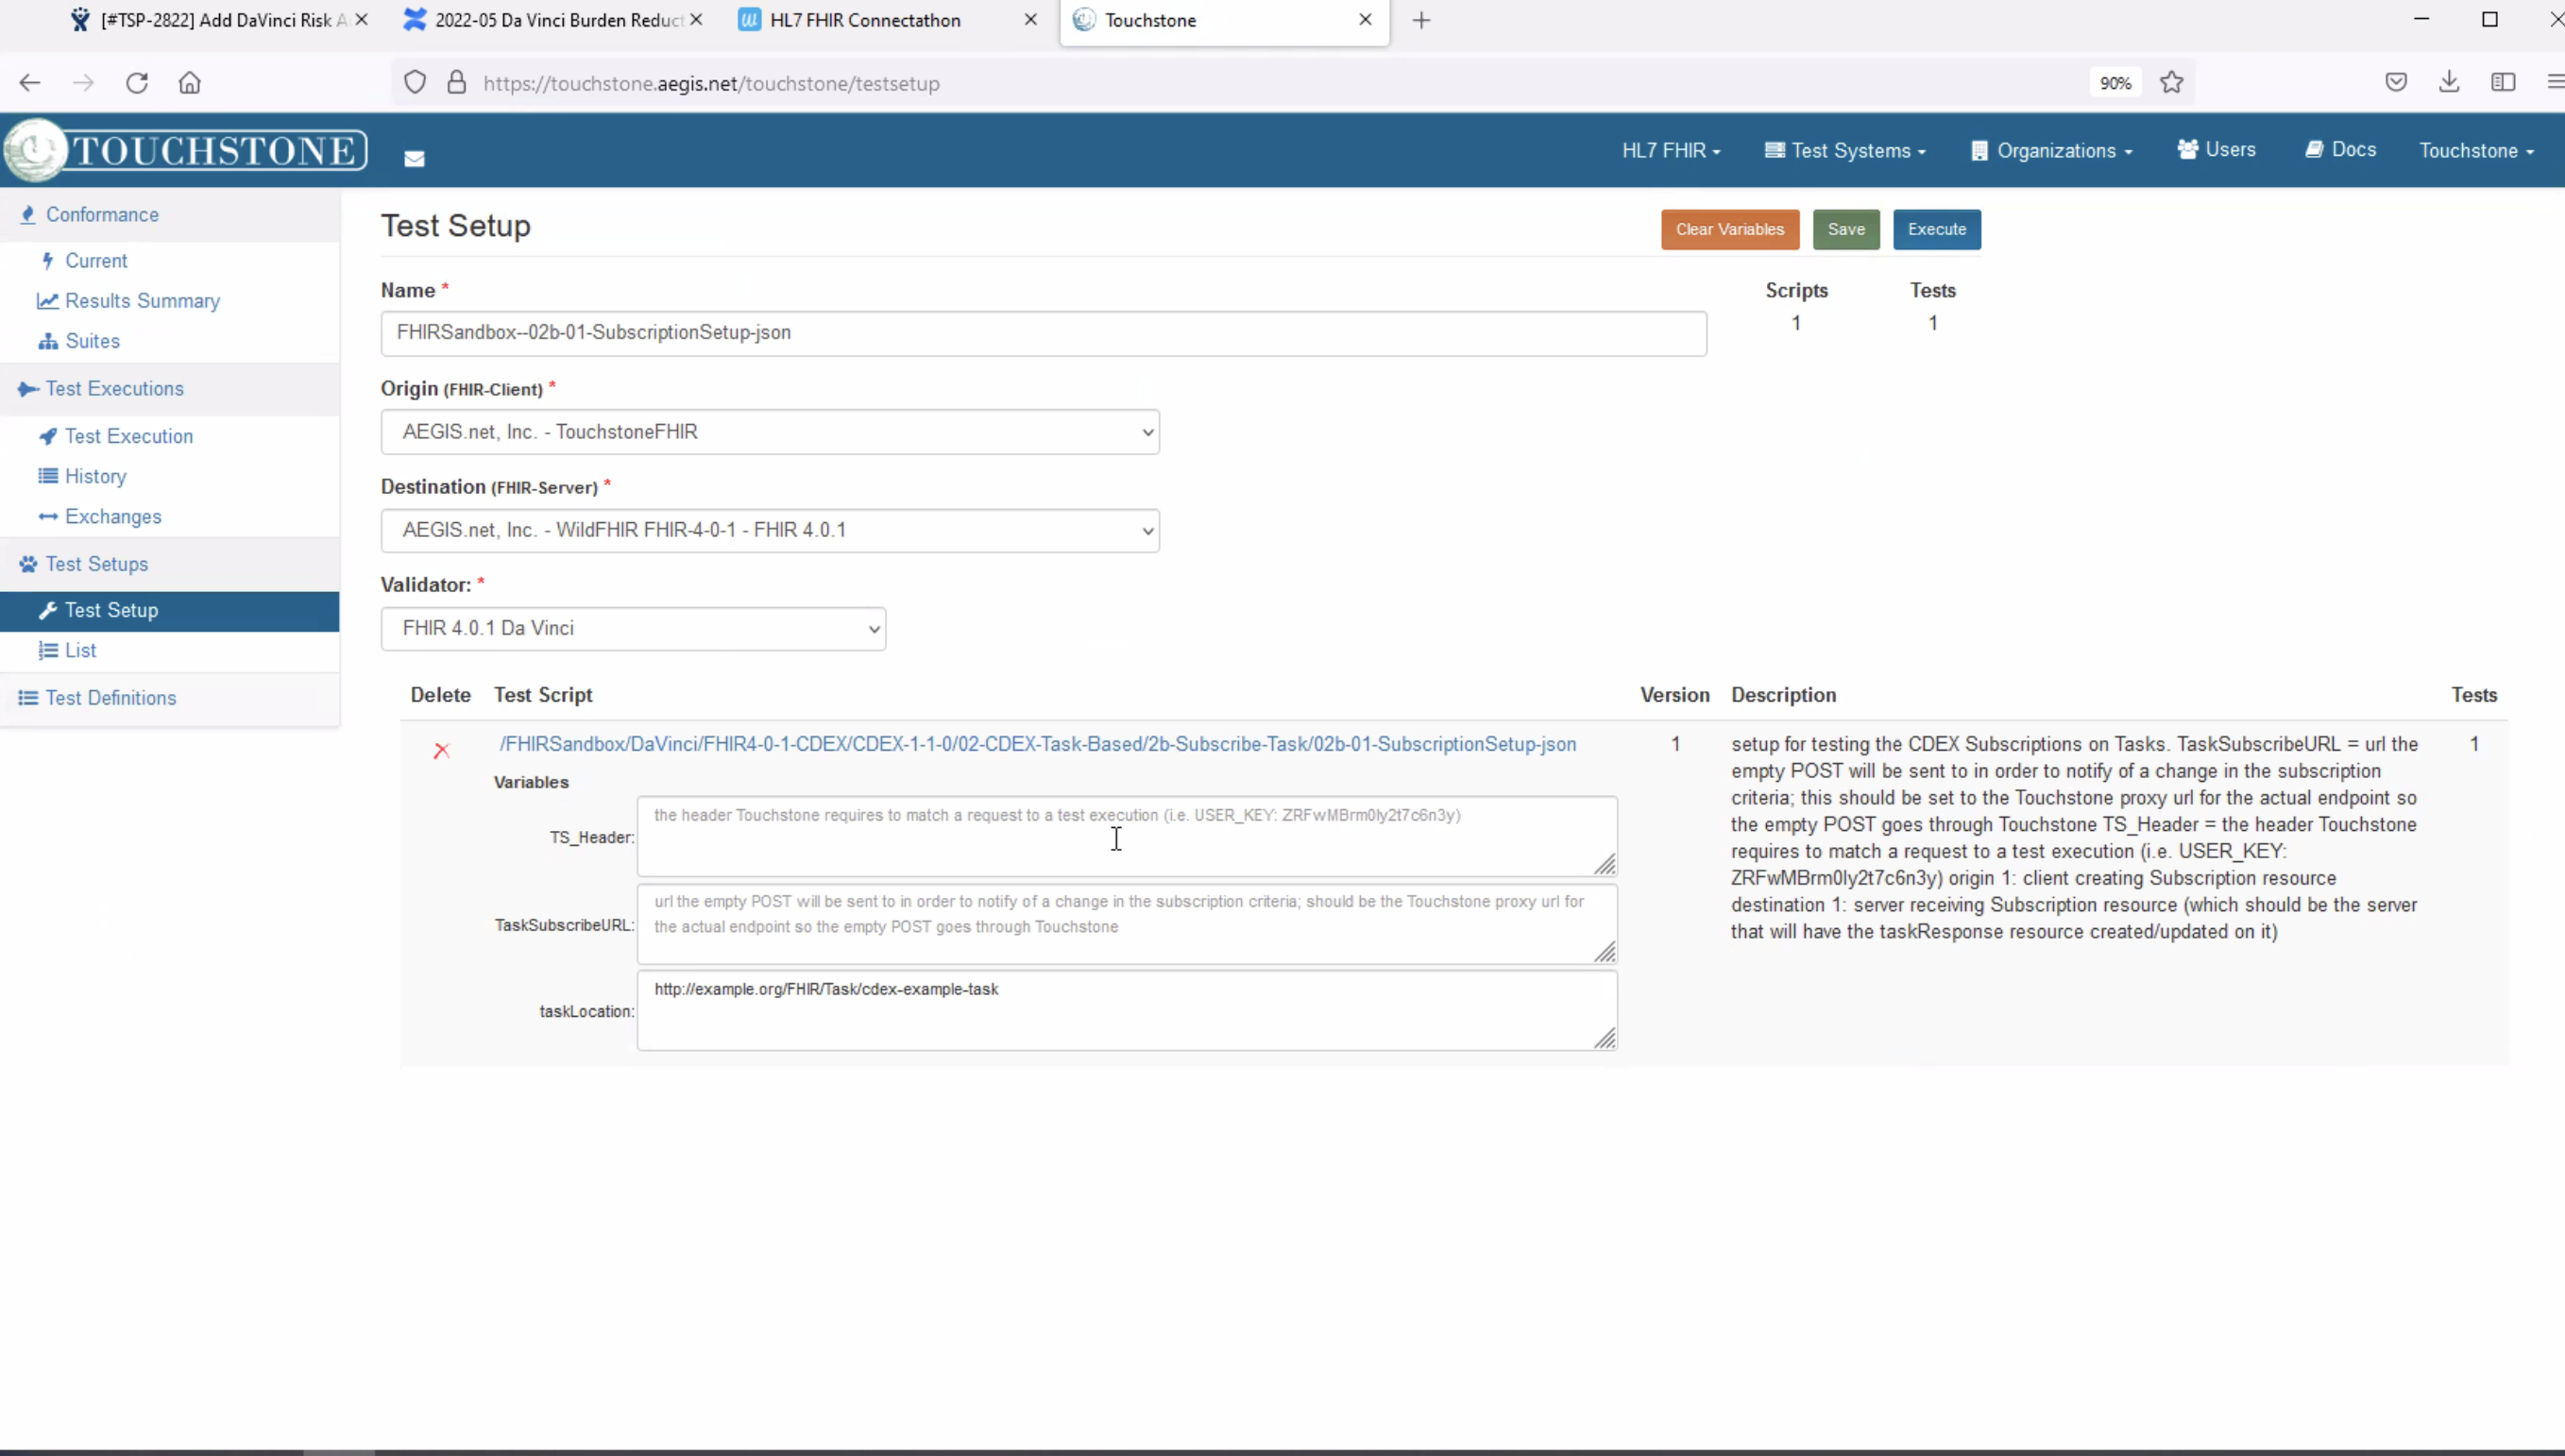 [#TSP-2822] Add DaVinci Risk A
2022-05 Da Vinci Burden Reduct
HL7 FHIR Connectathon
Touchstone
https://touchstone.aegis.net/touchstone/testsetup
90%
TOUCHSTONE
HL7 FHIR
Test Systems
Organizations
Users
Docs
Touchstone
Conformance
Current
Results Summary
Suites
Test Executions
Test Execution
History
Exchanges
Test Setups
Test Setup
List
Test Definitions
Test Setup
Clear Variables
Save
Execute
Name *
Scripts
Tests
FHIRSandbox--02b-01-SubscriptionSetup-json
1
1
Origin (FHIR-Client) *
AEGIS.net, Inc. - TouchstoneFHIR
Destination (FHIR-Server) *
AEGIS.net, Inc. - WildFHIR FHIR-4-0-1 - FHIR 4.0.1
Validator: *
FHIR 4.0.1 Da Vinci
Delete
Test Script
Version
Description
Tests
/FHIRSandbox/DaVinci/FHIR4-0-1-CDEX/CDEX-1-1-0/02-CDEX-Task-Based/2b-Subscribe-Task/02b-01-SubscriptionSetup-json
Variables
TS_Header:
the header Touchstone requires to match a request to a test execution (i.e. USER_KEY: ZRFwMBrm0ly2t7c6n3y)
TaskSubscribeURL:
url the empty POST will be sent to in order to notify of a change in the subscription criteria; should be the Touchstone proxy url for
the actual endpoint so the empty POST goes through Touchstone
taskLocation:
http://example.org/FHIR/Task/cdex-example-task
1
setup for testing the CDEX Subscriptions on Tasks. TaskSubscribeURL = url the
empty POST will be sent to in order to notify of a change in the subscription
criteria; this should be set to the Touchstone proxy url for the actual endpoint so
the empty POST goes through Touchstone TS_Header = the header Touchstone
requires to match a request to a test execution (i.e. USER_KEY:
ZRFwMBrm0ly2t7c6n3y) origin 1: client creating Subscription resource
destination 1: server receiving Subscription resource (which should be the server
that will have the taskResponse resource created/updated on it)
1